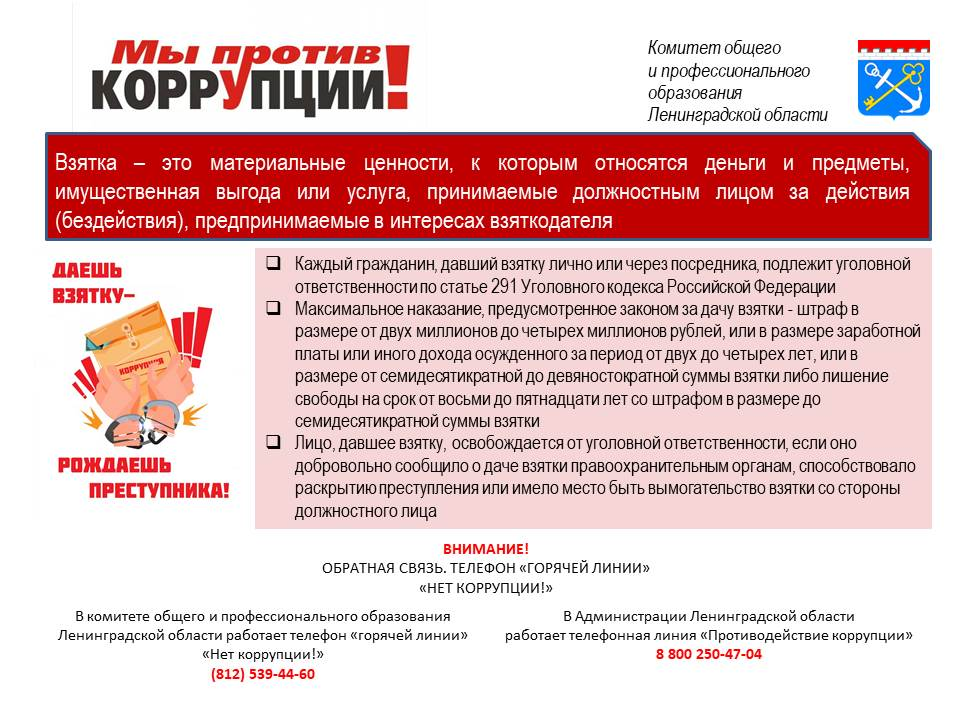 Мы против
КОРРУПЦИИ!
Комитет общего
и профессионального
образования
Ленинградской области
Взятка – это материальные ценности, к которым относятся деньги и предметы,
имущественная выгода или услуга, принимаемые должностным лицом за действия
(бездействия), предпринимаемые в интересах взяткодателя
ДАЕШЬ
ВЗЯТКУ–
КОРРУПЦИЯ
РОЖДАЕШЬ
ПРЕСТУПНИКА!
Каждый гражданин, давший взятку лично или через посредника, подлежит уголовной
ответственности по статье 291 Уголовного кодекса Российской Федерации
Максимальное наказание, предусмотренное законом за дачу взятки - штраф в
размере от двух миллионов до четырех миллионов рублей, или в размере заработной
платы или иного дохода осужденного за период от двух до четырех лет, или в
размере от семидесятикратной до девяностократной суммы взятки либо лишение
свободы на срок от восьми до пятнадцати лет со штрафом в размере до
семидесятикратной суммы взятки
Лицо, давшее взятку, освобождается от уголовной ответственности, если оно
добровольно сообщило о даче взятки правоохранительным органам, способствовало
раскрытию преступления или имело место быть вымогательство взятки со стороны
должностного лица
ВНИМАНИЕ!
ОБРАТНАЯ СВЯЗЬ. ТЕЛЕФОН «ГОРЯЧЕЙ ЛИНИИ»
«НЕТ КОРРУПЦИИ!»
В комитете общего и профессионального образования
Ленинградской области работает телефон «горячей линии»
«Нет коррупции!»
(812) 539-44-60
В Администрации Ленинградской области
работает телефонная линия «Противодействие коррупции»
8 800 250-47-04